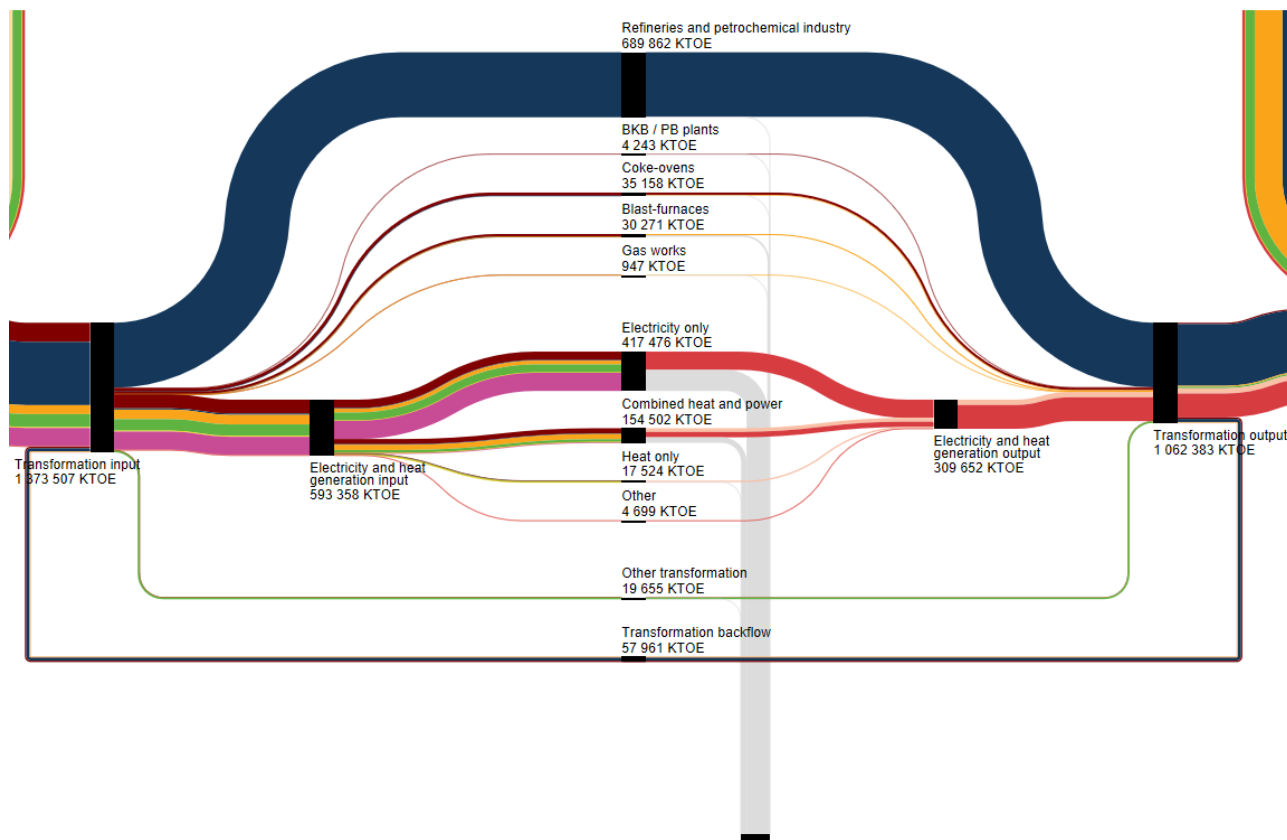 Refineries and petrochemical industry
689 862 KTOE
BKB / PB plants
4 243 KTOE
Coke-ovens
35 158 KTOE
Blast-furnaces
30 271 KTOE
Gas works
947 KTOE
Electricity only
417 476 KTOE
Combined heat and power
154 502 KTOE
Heat only
17 524 KTOE
Other
4 699 KTOE
Other transformation
19 655 KTOE
Transformation backflow
57 961 KTOE
Transformation input
1 373 507 KTOE
Electricity and heat
generation input
593 358 KTOE
Electricity and heat
generation output
309 652 KTOE
Transformation output
1 062 383 KTOE